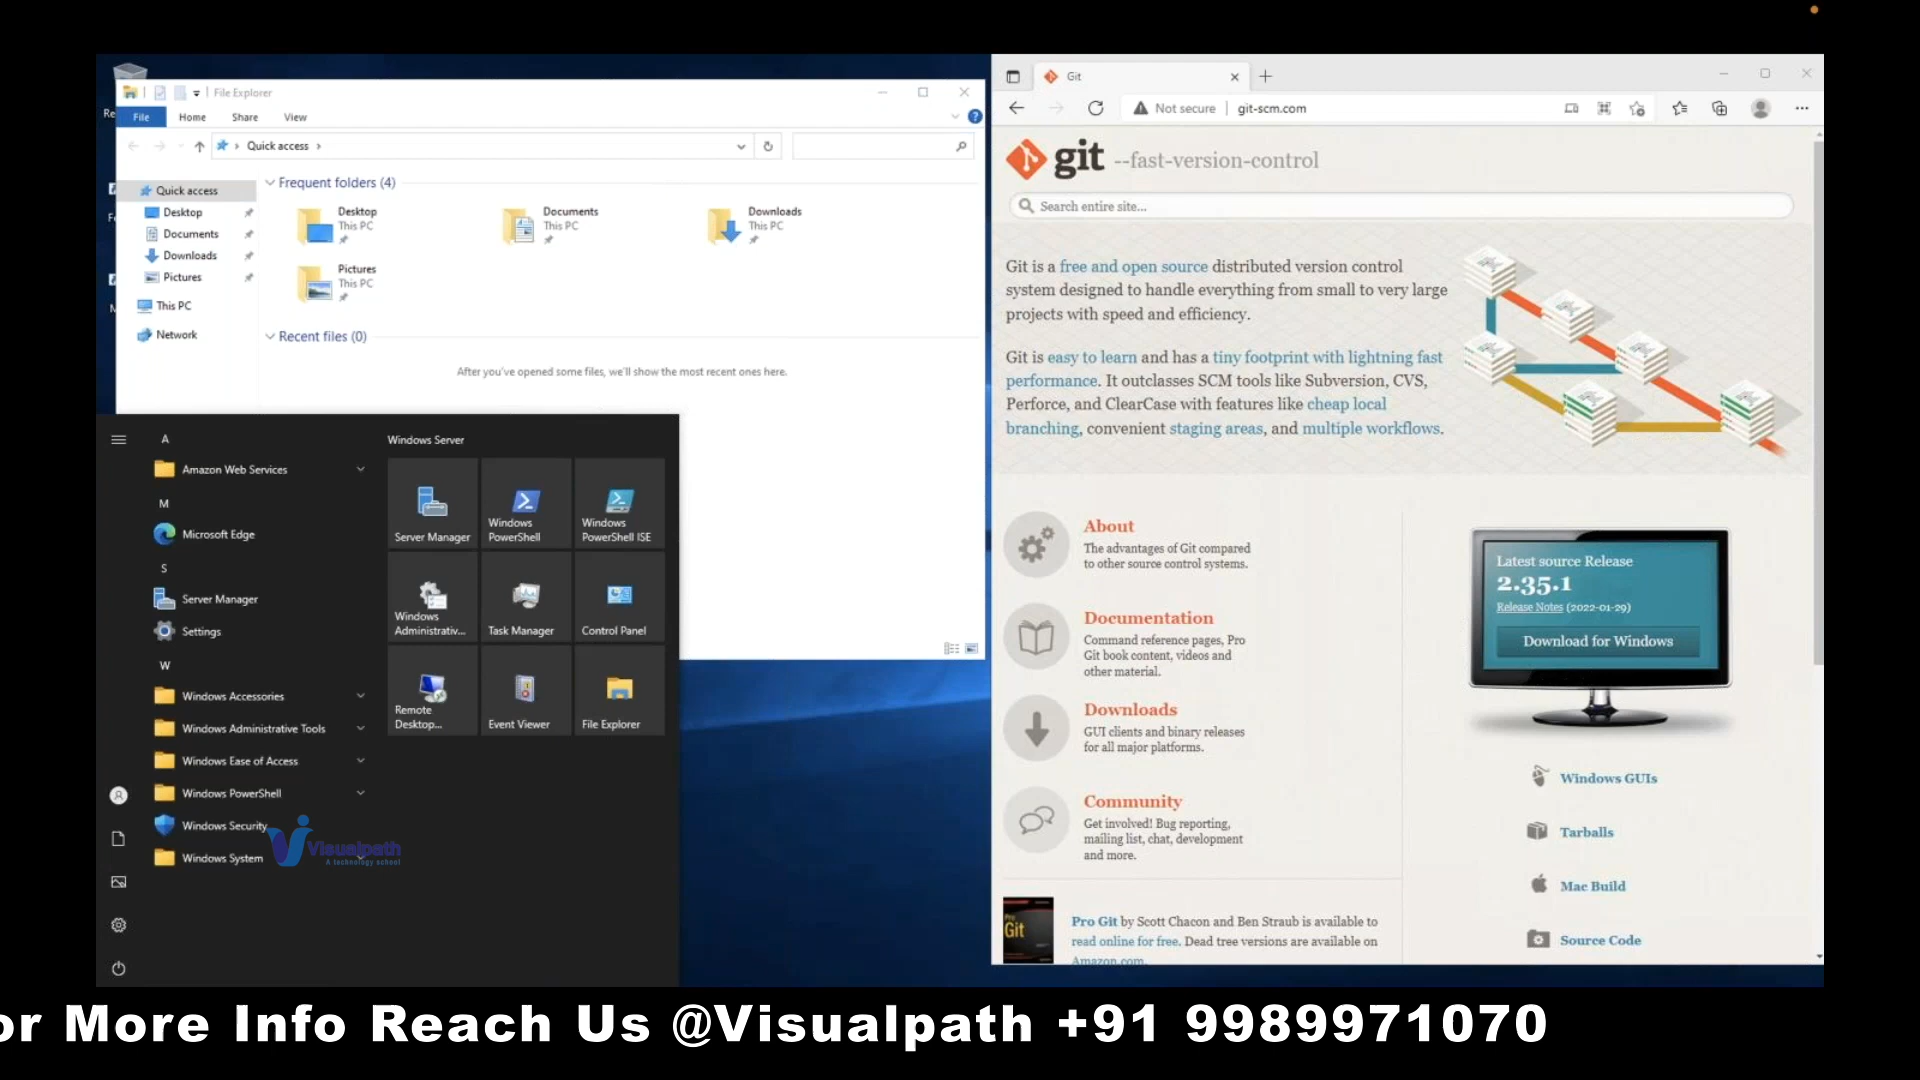 File Explorer
File
Home
Share
View
Quick access
Quick access
Desktop
Documents
Downloads
Pictures
This PC
Network
Frequent folders (4)
Desktop
This PC
Documents
This PC
Downloads
This PC
Pictures
This PC
Recent files (0)
After you've opened some files, we'll show the most recent ones here.
A
Amazon Web Services
M
Microsoft Edge
S
Server Manager
Settings
W
Windows Accessories
Windows Administrative Tools
Windows Ease of Access
Windows PowerShell
Windows Security
Windows System
Windows Server
Server Manager
Windows
PowerShell
Windows
PowerShell ISE
Windows
Administrativ...
Task Manager
Control Panel
Remote
Desktop...
Event Viewer
File Explorer
Visualpath
A technology school
Git
Not secure
git-scm.com
git --fast-version-control
Search entire site...
Git is a free and open source distributed version control
system designed to handle everything from small to very large
projects with speed and efficiency.
Git is easy to learn and has a tiny footprint with lightning fast
performance. It outclasses SCM tools like Subversion, CVS,
Perforce, and ClearCase with features like cheap local
branching, convenient staging areas, and multiple workflows.
About
The advantages of Git compared
to other source control systems.
Documentation
Command reference pages, Pro
Git book content, videos and
other material.
Downloads
GUI clients and binary releases
for all major platforms.
Community
Get involved! Bug reporting,
mailing list, chat, development
and more.
Latest source Release
2.35.1
Release Notes (2022-01-29)
Download for Windows
Windows GUIs
Tarballs
Mac Build
Source Code
Pro
Git
Pro Git by Scott Chacon and Ben Straub is available to
read online for free. Dead tree versions are available on
Amazon.com.
or More Info Reach Us @Visualpath +91 9989971070